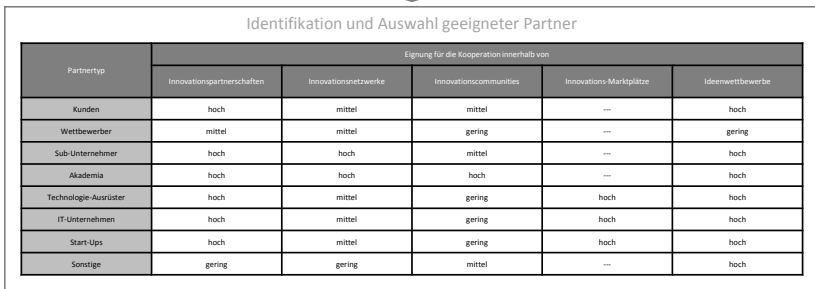 Identifikation und Auswahl geeigneter Partner
Partnertyp
Eignung für die Kooperation innerhalb von
Innovationspartnerschaften Innovationsnetzwerke Innovationscommunities Innovations-Marktplätze Ideenwettbewerbe
Kunden hoch mittel mittel --- hoch
Wettbewerber mittel mittel gering --- gering
Sub-Unternehmer hoch hoch mittel --- hoch
Akademia hoch hoch hoch --- hoch
Technologie-Ausrüster hoch mittel gering hoch hoch
IT-Unternehmen hoch mittel gering hoch hoch
Start-Ups hoch mittel gering hoch hoch
Sonstige gering gering mittel --- hoch